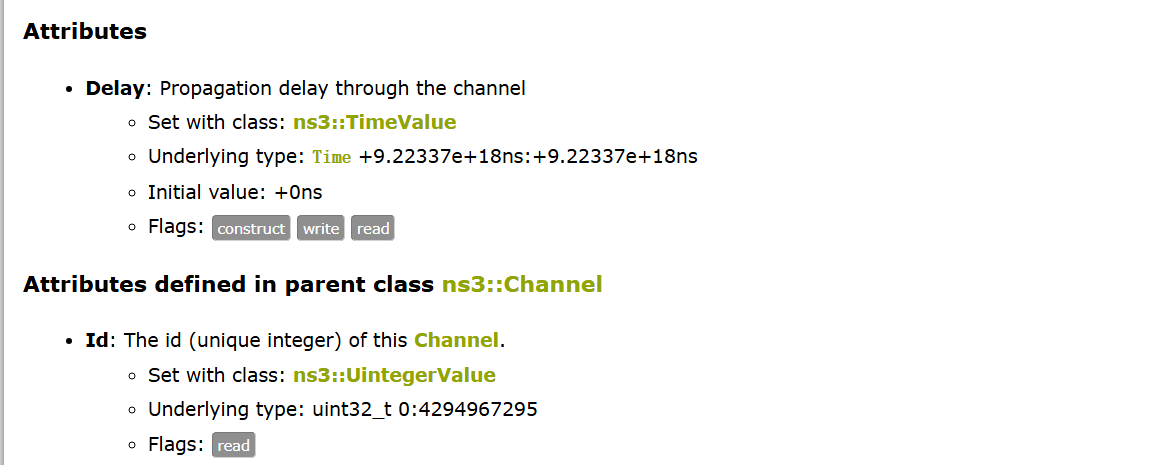 Attributes
Delay: Propagation delay through the channel
Set with class: ns3::TimeValue
Underlying type: Time +9.22337e+18ns:+9.22337e+18ns
Initial value: +0ns
Flags: construct write read
Attributes defined in parent class ns3::Channel
Id: The id (unique integer) of this Channel.
Set with class: ns3::UintegerValue
Underlying type: uint32_t 0:4294967295
Flags: read